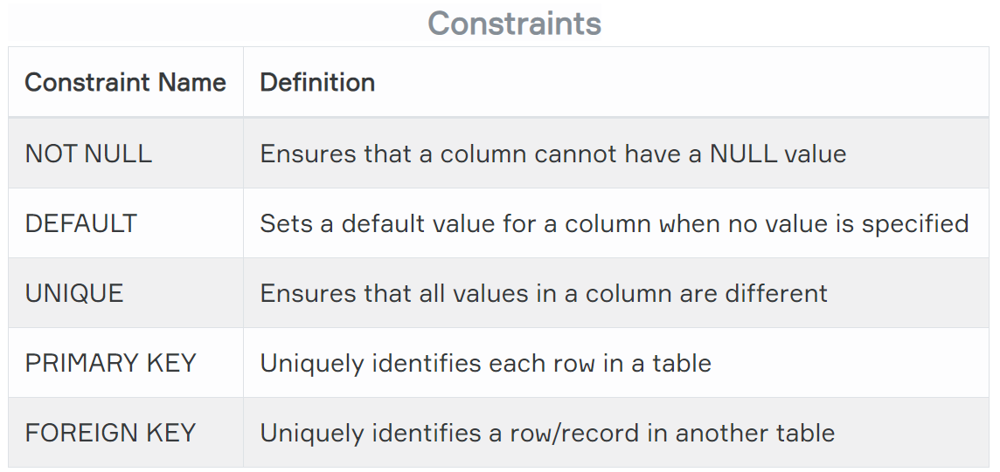 Constraints
Constraint Name Definition
NOT NULL Ensures that a column cannot have a NULL value
DEFAULT Sets a default value for a column when no value is specified
UNIQUE Ensures that all values in a column are different
PRIMARY KEY Uniquely identifies each row in a table
FOREIGN KEY Uniquely identifies a row/record in another table